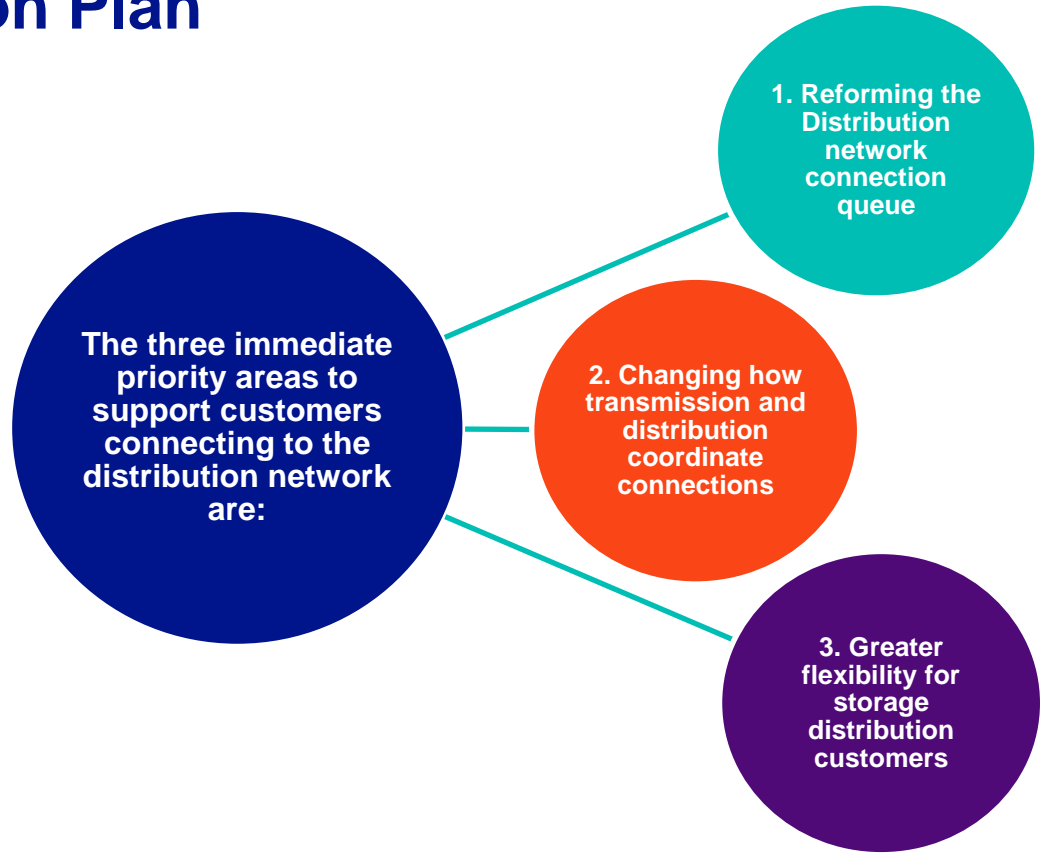 on Plan
1. Reforming the
Distribution
network
connection
queue
The three immediate
priority areas to
support customers
connecting to the
distribution network
are:
2. Changing how
transmission and
distribution
coordinate
connections
3. Greater
flexibility for
storage
distribution
customers